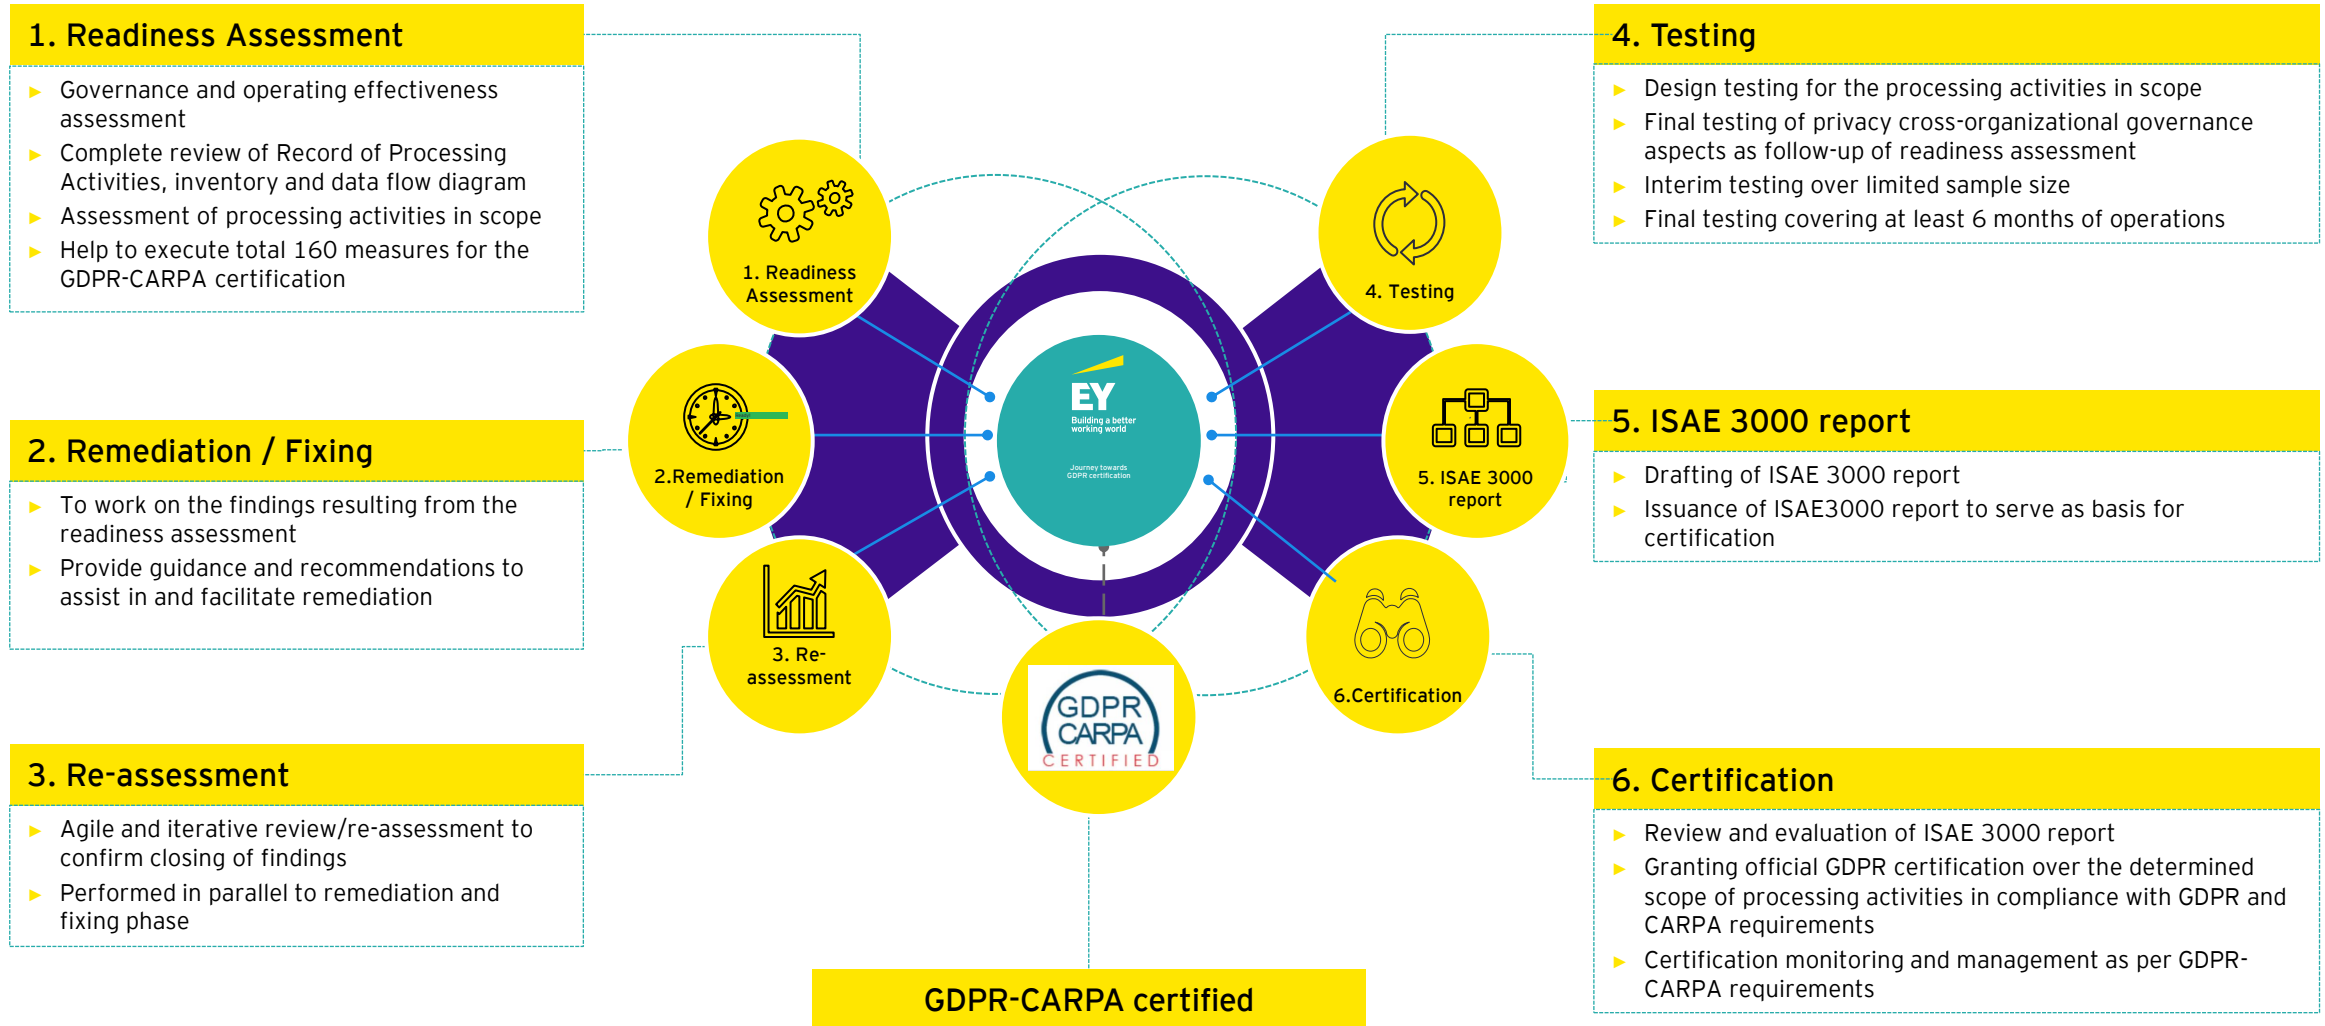 1. Readiness Assessment
► Governance and operating effectiveness
assessment
► Complete review of Record of Processing
Activities, inventory and data flow diagram
► Assessment of processing activities in scope
► Help to execute total 160 measures for the
GDPR-CARPA certification
2. Remediation / Fixing
► To work on the findings resulting from the
readiness assessment
► Provide guidance and recommendations to
assist in and facilitate remediation
3. Re-assessment
► Agile and iterative review/re-assessment to
confirm closing of findings
► Performed in parallel to remediation and
fixing phase
1. Readiness
Assessment
2.Remediation
/ Fixing
3. Re-
assessment
EY
Building a better
working world
Journey towards
GDPR certification
GDPR
CARPA
CERTIFIED
GDPR-CARPA certified
4. Testing
5. ISAE 3000
report
6.Certification
4. Testing
► Design testing for the processing activities in scope
► Final testing of privacy cross-organizational governance
aspects as follow-up of readiness assessment
► Interim testing over limited sample size
► Final testing covering at least 6 months of operations
5. ISAE 3000 report
► Drafting of ISAE 3000 report
► Issuance of ISAE3000 report to serve as basis for
certification
6. Certification
► Review and evaluation of ISAE 3000 report
► Granting official GDPR certification over the determined
scope of processing activities in compliance with GDPR and
CARPA requirements
► Certification monitoring and management as per GDPR-
CARPA requirements